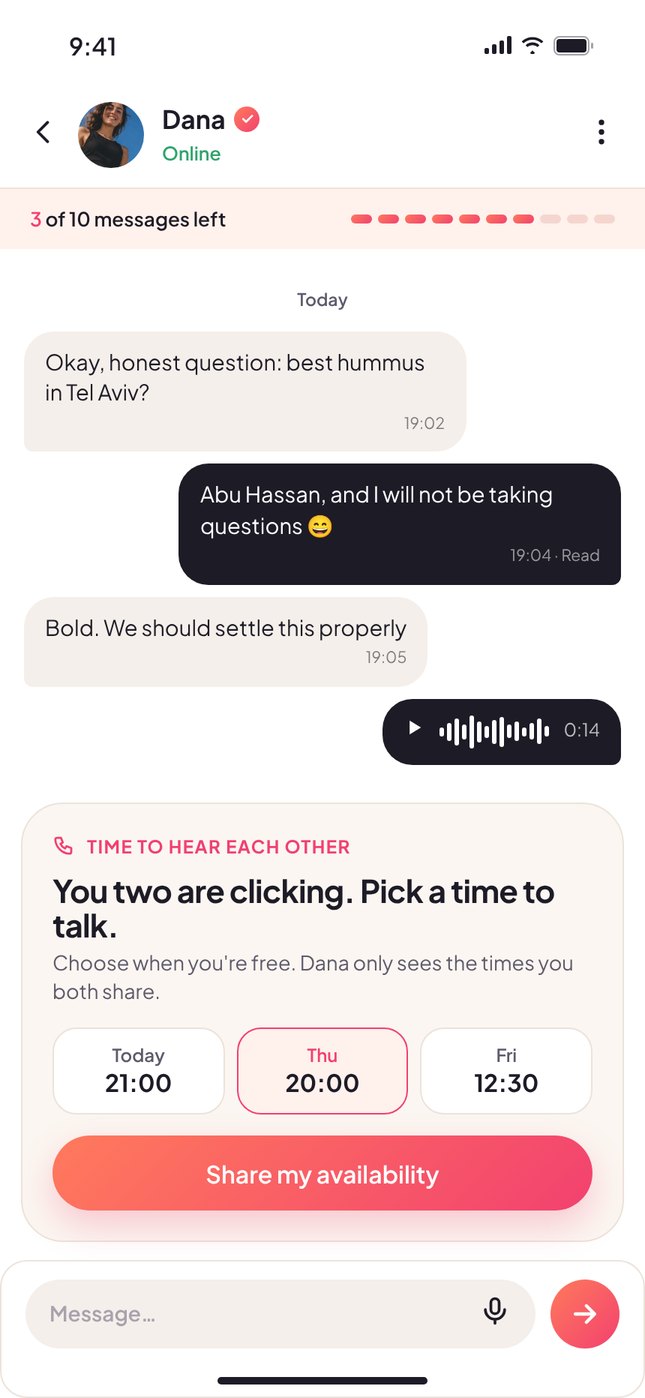 9:41
Dana
Online
3 of 10 messages left
Today
Okay, honest question: best hummus
in Tel Aviv?
19:02
Abu Hassan, and I will not be taking
questions 😄
19:04 · Read
Bold. We should settle this properly
19:05
0:14
TIME TO HEAR EACH OTHER
You two are clicking. Pick a time to
talk.
Choose when you're free. Dana only sees the times you
both share.
Today
21:00
Thu
20:00
Fri
12:30
Share my availability
Message...